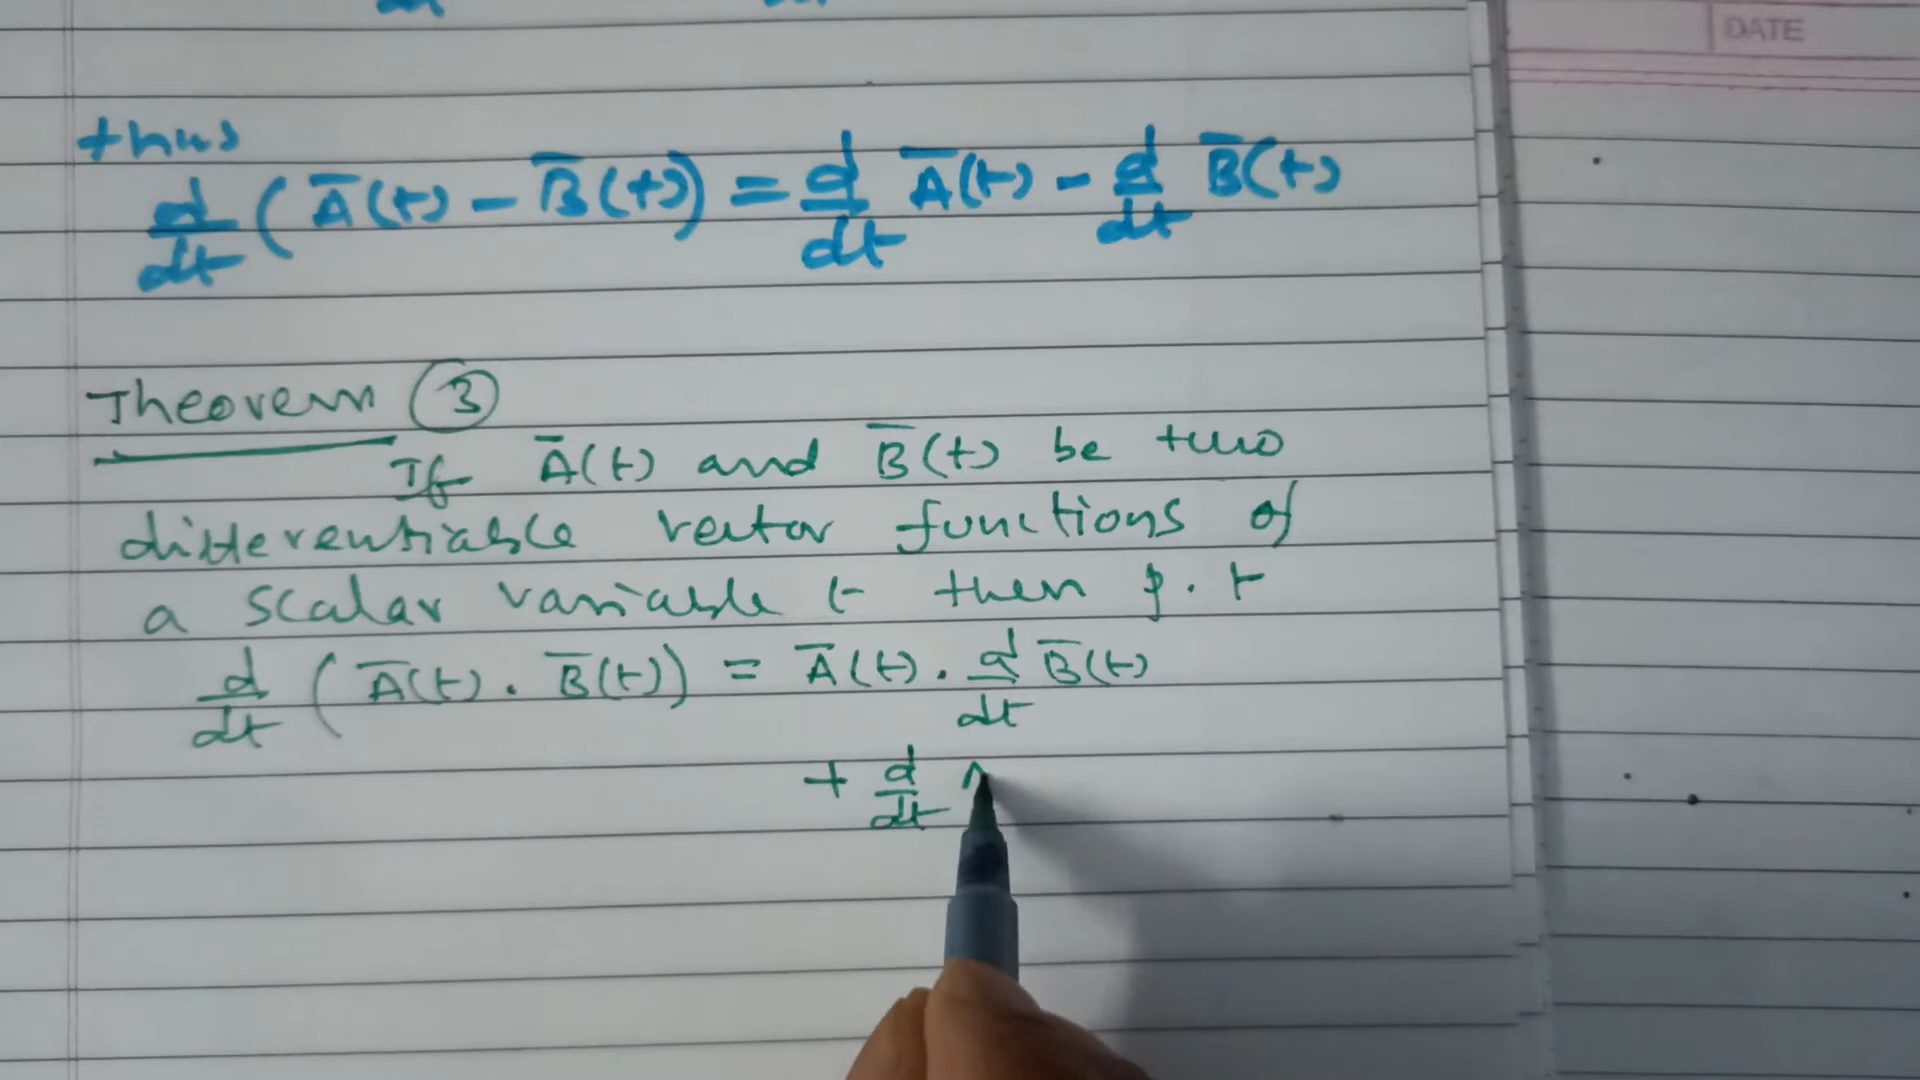 DATE
thus
d/dt (A̅(t) - B̅(t)) = d/dt A̅(t) - d/dt B̅(t)
Theorem ③
If A̅(t) and B̅(t) be two
differentiable vector functions of
a scalar variable t then p.t
d/dt (A̅(t) . B̅(t)) = A̅(t) . d/dt B̅(t)
+ d/dt